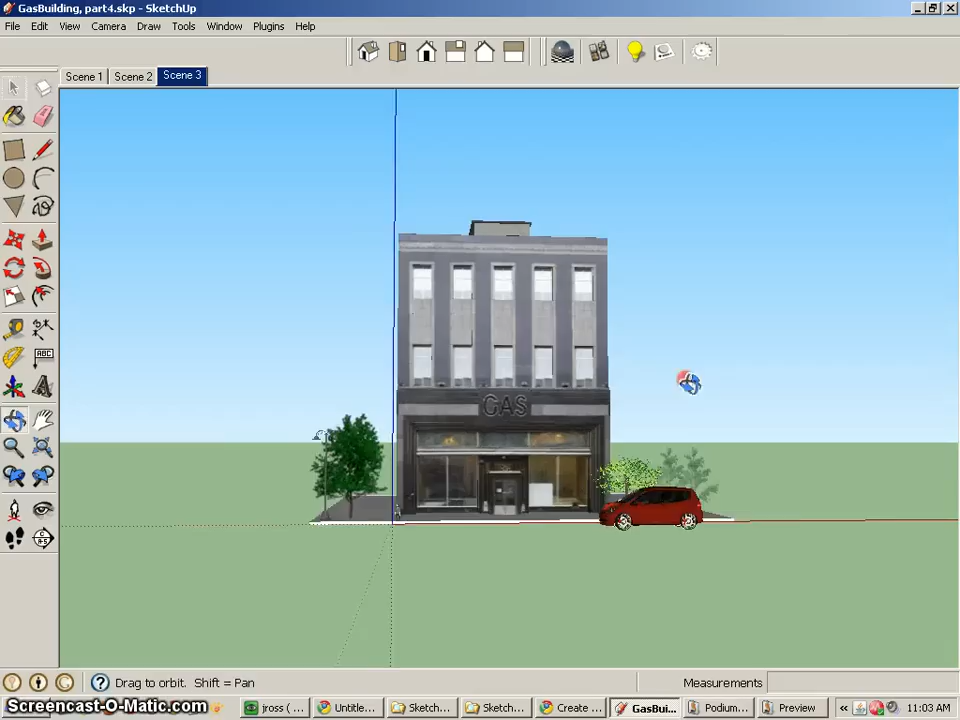 GasBuilding, part4.skp - SketchUp
File Edit View Camera Draw Tools Window Plugins Help
Scene 1 Scene 2 Scene 3
GAS
ABC
Drag to orbit. Shift = Pan
Measurements
Screencast-O-Matic.com
jross ( ... Untitle... Sketch... Sketch... Create ... GasBui... Podium... Preview « 11:03 AM